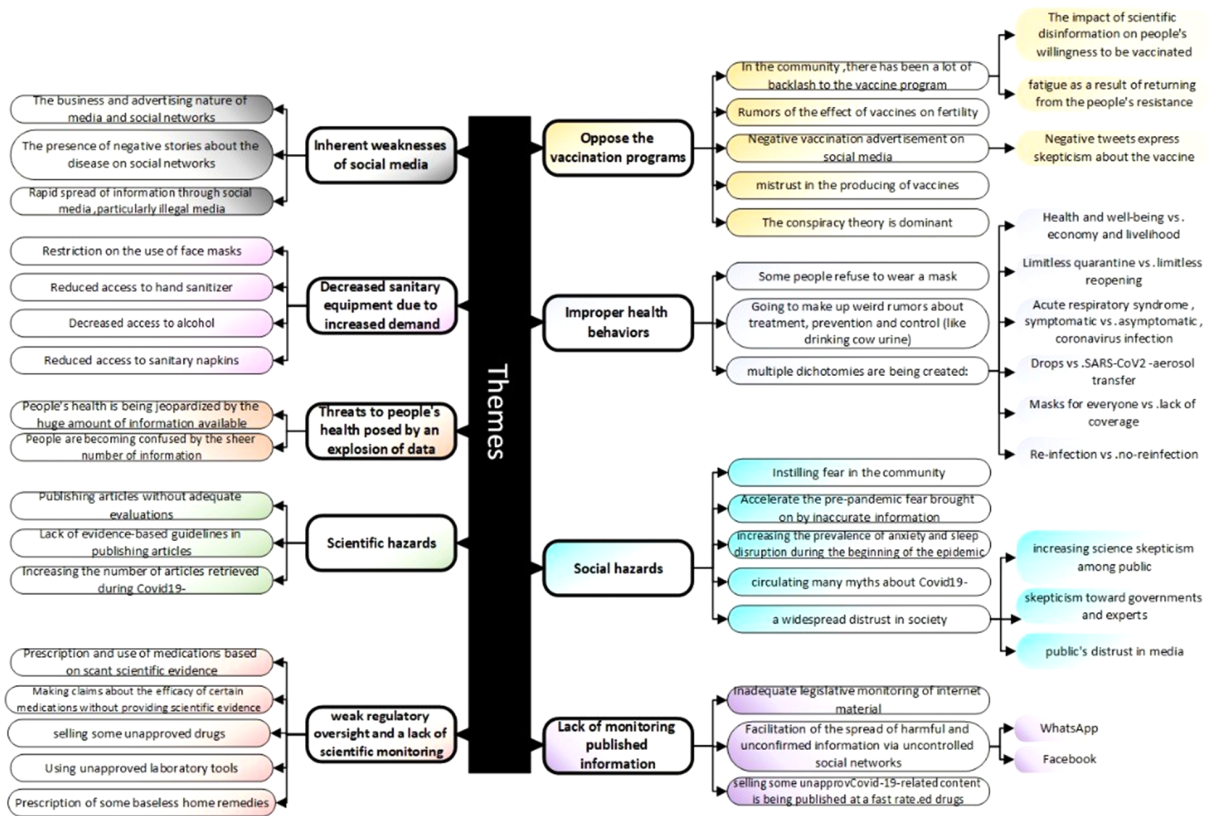 Themes
Inherent weaknesses
of social media
The business and advertising nature of
media and social networks
The presence of negative stories about the
disease on social networks
Rapid spread of information through social
media ,particularly illegal media
Decreased sanitary
equipment due to
increased demand
Restriction on the use of face masks
Reduced access to hand sanitizer
Decreased access to alcohol
Reduced access to sanitary napkins
Threats to people's
health posed by an
explosion of data
People's health is being jeopardized by the
huge amount of information available
People are becoming confused by the sheer
number of information
Scientific hazards
Publishing articles without adequate
evaluations
Lack of evidence-based guidelines in
publishing articles
Increasing the number of articles retrieved
during Covid19-
weak regulatory
oversight and a lack of
scientific monitoring
Prescription and use of medications based
on scant scientific evidence
Making claims about the efficacy of certain
medications without providing scientific evidence
selling some unapproved drugs
Using unapproved laboratory tools
Prescription of some baseless home remedies
Oppose the
vaccination programs
In the community ,there has been a lot of
backlash to the vaccine program
The impact of scientific
disinformation on people's
willingness to be vaccinated
fatigue as a result of returning
from the people's resistance
Rumors of the effect of vaccines on fertility
Negative vaccination advertisement on
social media
Negative tweets express
skepticism about the vaccine
mistrust in the producing of vaccines
The conspiracy theory is dominant
Improper health
behaviors
Some people refuse to wear a mask
Going to make up weird rumors about
treatment, prevention and control (like
drinking cow urine)
multiple dichotomies are being created:
Health and well-being vs .
economy and livelihood
Limitless quarantine vs .limitless
reopening
Acute respiratory syndrome ,
symptomatic vs .asymptomatic ,
coronavirus infection
Drops vs .SARS-CoV2 -aerosol
transfer
Masks for everyone vs .lack of
coverage
Re-infection vs .no-reinfection
Social hazards
Instilling fear in the community
Accelerate the pre-pandemic fear brought
on by inaccurate information
Increasing the prevalence of anxiety and sleep
disruption during the beginning of the epidemic
circulating many myths about Covid19-
a widespread distrust in society
increasing science skepticism
among public
skepticism toward governments
and experts
public's distrust in media
Lack of monitoring
published
information
Inadequate legislative monitoring of internet
material
Facilitation of the spread of harmful and
unconfirmed information via uncontrolled
social networks
WhatsApp
Facebook
selling some unapprovCovid-19-related content
is being published at a fast rate.ed drugs